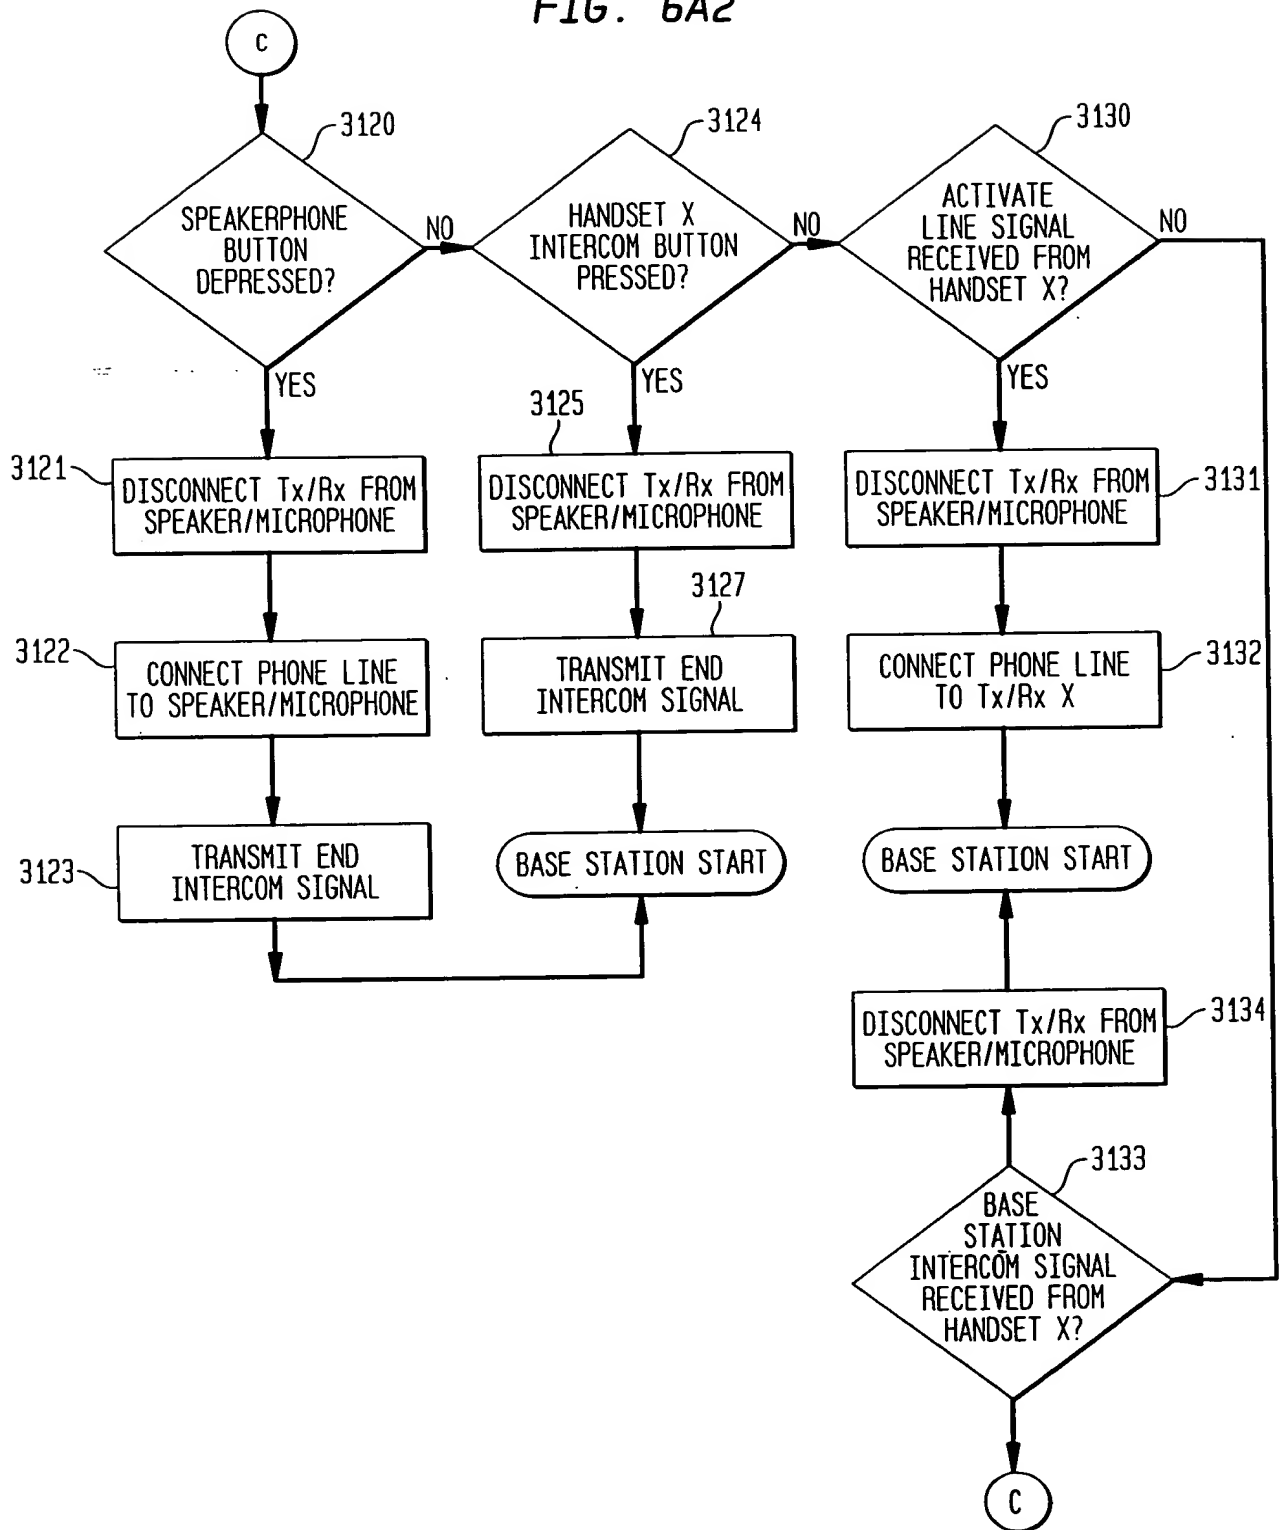 FIG. 6A2
C
3120
SPEAKERPHONE
BUTTON
DEPRESSED?
NO
YES
3124
HANDSET X
INTERCOM BUTTON
PRESSED?
NO
YES
3130
ACTIVATE
LINE SIGNAL
RECEIVED FROM
HANDSET X?
NO
YES
3121
DISCONNECT Tx/Rx FROM
SPEAKER/MICROPHONE
3125
DISCONNECT Tx/Rx FROM
SPEAKER/MICROPHONE
DISCONNECT Tx/Rx FROM
SPEAKER/MICROPHONE
3131
3122
CONNECT PHONE LINE
TO SPEAKER/MICROPHONE
3127
TRANSMIT END
INTERCOM SIGNAL
CONNECT PHONE LINE
TO Tx/Rx X
3132
3123
TRANSMIT END
INTERCOM SIGNAL
BASE STATION START
BASE STATION START
DISCONNECT Tx/Rx FROM
SPEAKER/MICROPHONE
3134
3133
BASE
STATION
INTERCOM SIGNAL
RECEIVED FROM
HANDSET X?
C